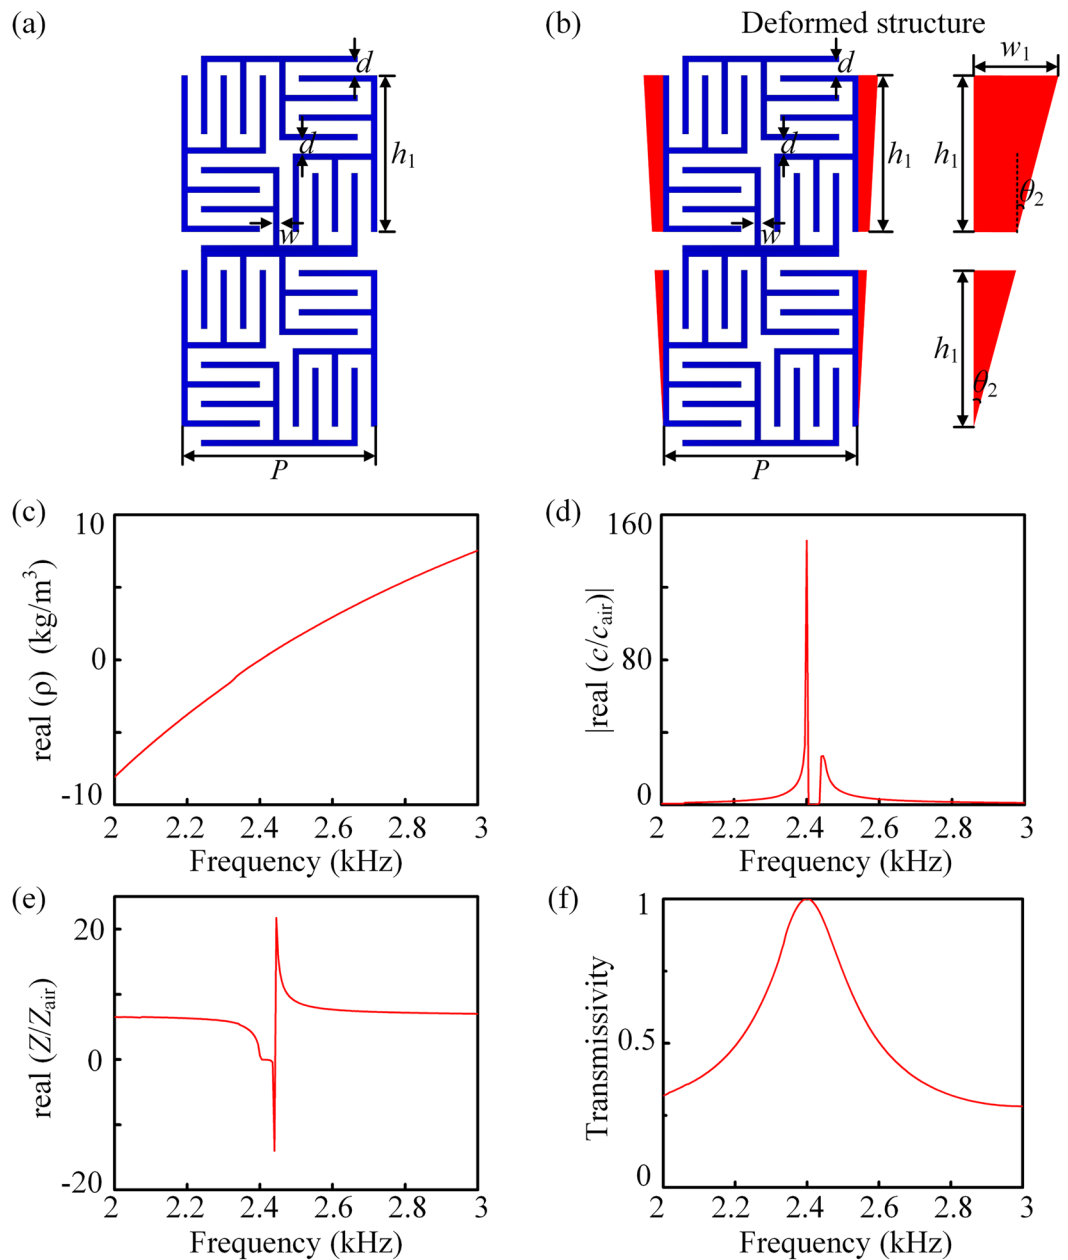 (a)
d
h1
d
w
P
(b)
Deformed structure
d
h1
d
w
P
w1
h1
θ2
h1
θ2
(c)
10
0
-10
real (ρ) (kg/m³)
2 2.2 2.4 2.6 2.8 3
Frequency (kHz)
(d)
160
80
0
|real (c/cair)|
2 2.2 2.4 2.6 2.8 3
Frequency (kHz)
(e)
20
0
-20
real (Z/Zair)
2 2.2 2.4 2.6 2.8 3
Frequency (kHz)
(f)
1
0.5
0
Transmissivity
2 2.2 2.4 2.6 2.8 3
Frequency (kHz)